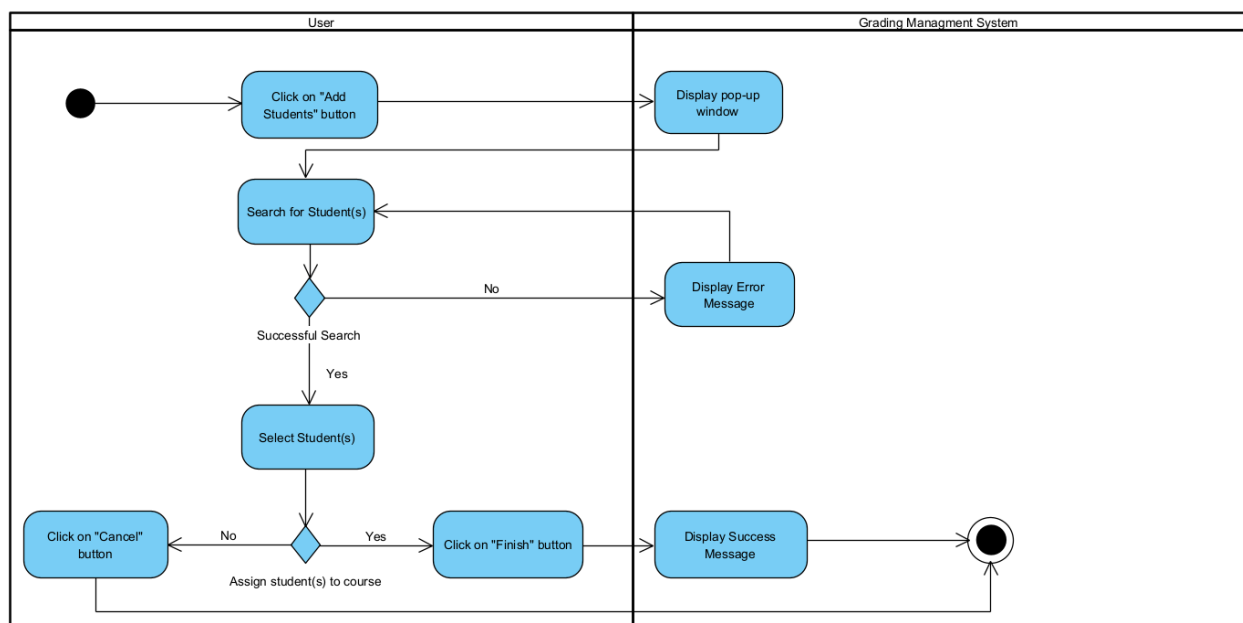 User
Grading Managment System
Click on "Add
Students" button
Display pop-up
window
Search for Student(s)
Display Error
Message
No
Successful Search
Yes
Select Student(s)
Click on "Cancel"
button
No
Yes
Click on "Finish" button
Display Success
Message
Assign student(s) to course